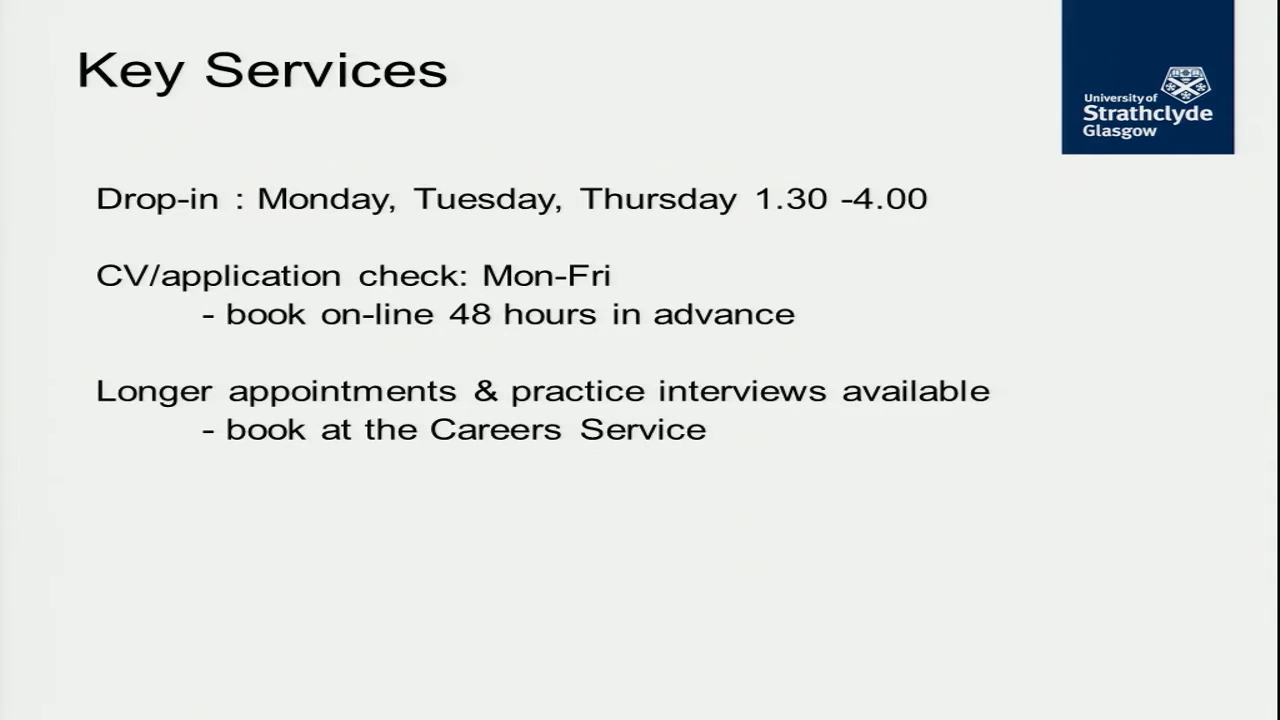 Key Services
University of
Strathclyde
Glasgow
Drop-in : Monday, Tuesday, Thursday 1.30 -4.00
CV/application check: Mon-Fri
- book on-line 48 hours in advance
Longer appointments & practice interviews available
- book at the Careers Service